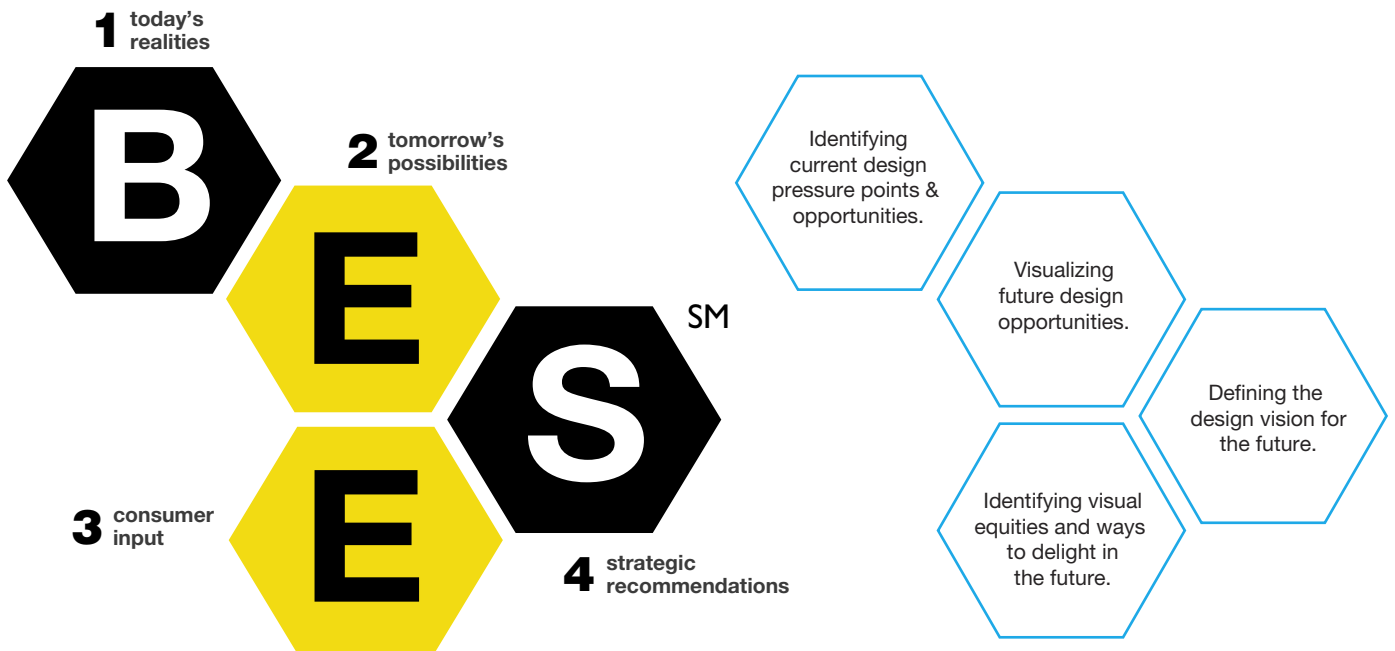 1 today's
realities
B
2 tomorrow's
possibilities
E
SM
S
3 consumer
input
E
4 strategic
recommendations
Identifying
current design
pressure points &
opportunities.
Visualizing
future design
opportunities.
Identifying visual
equities and ways
to delight in
the future.
Defining the
design vision for
the future.